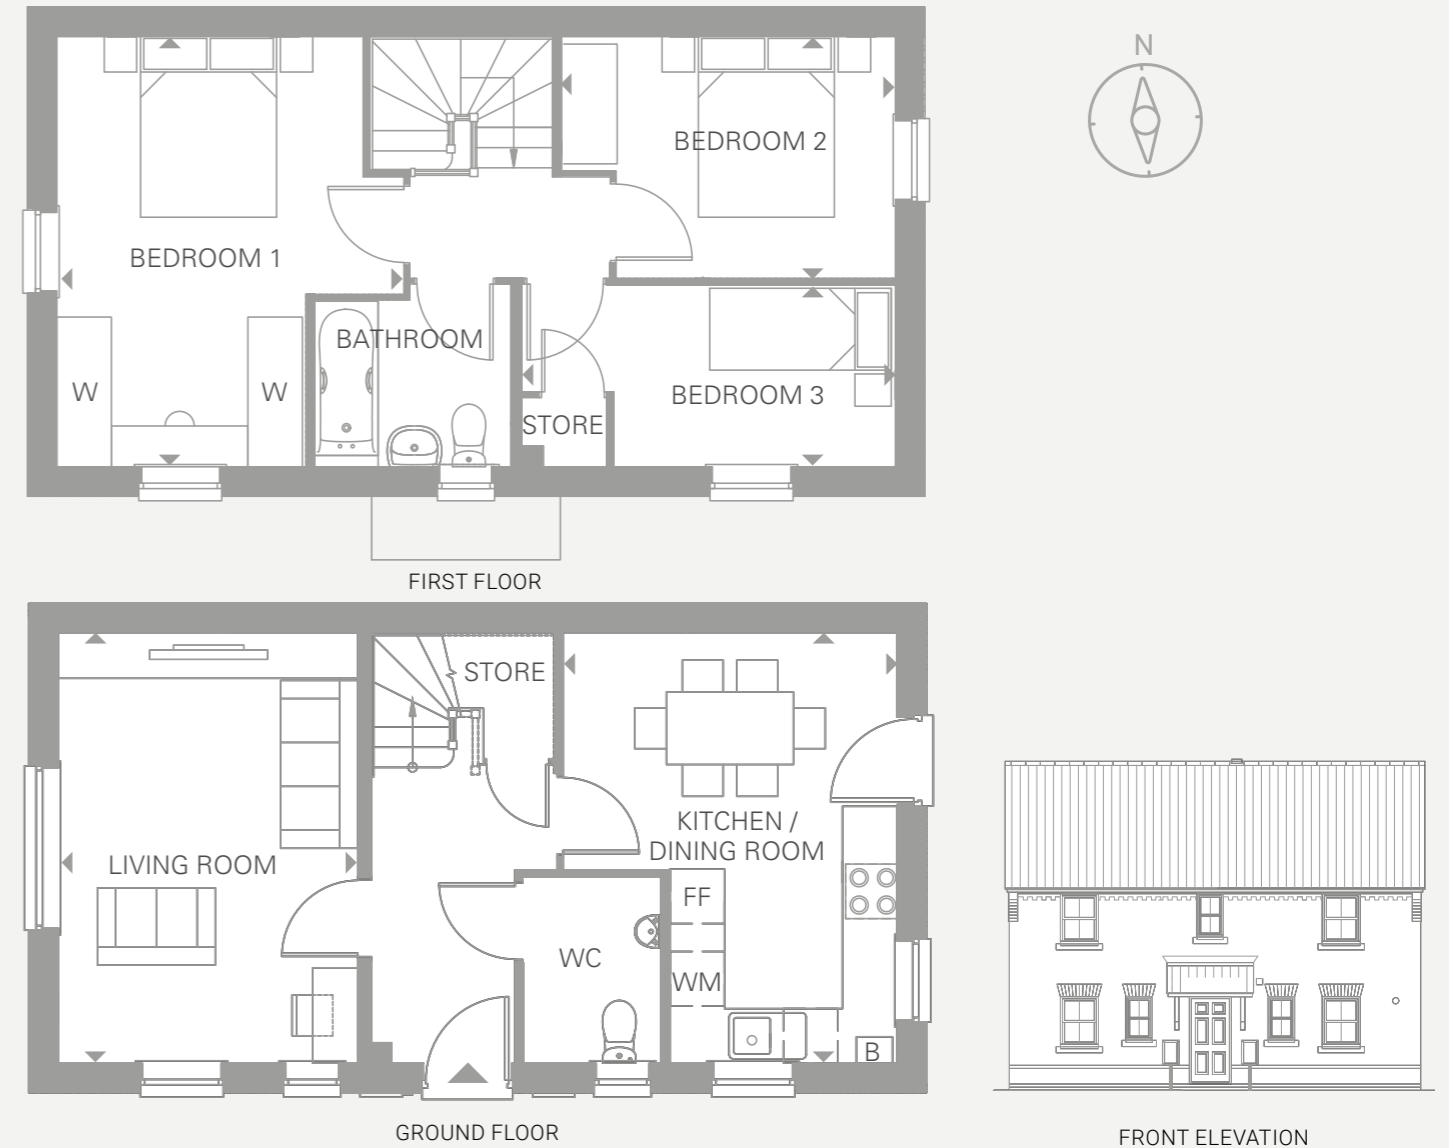 N
BEDROOM 2
BEDROOM 1
BATHROOM
W
W
BEDROOM 3
STORE
FIRST FLOOR
STORE
KITCHEN /
DINING ROOM
LIVING ROOM
FF
WC
WM
B
GROUND FLOOR
FRONT ELEVATION